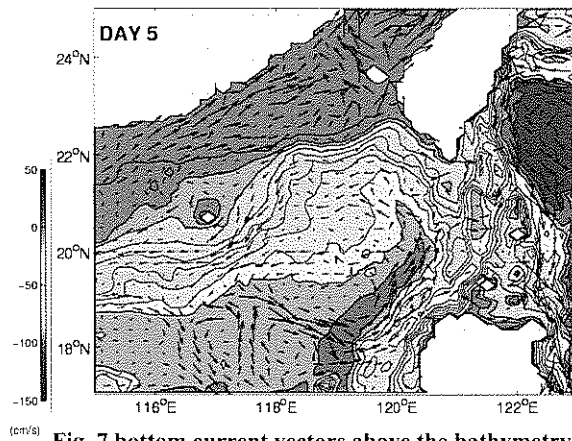 DAY 5
24°N
22°N
20°N
18°N
116°E
118°E
120°E
122°E
50
0
-50
-100
-150
(cm/s)
Fig. 7 bottom current vectors above the bathymetry